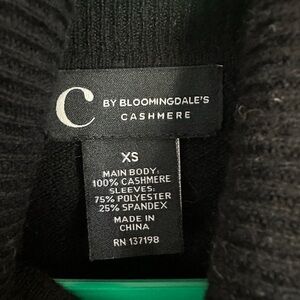 C BY BLOOMINGDALE'S
CASHMERE
XS
MAIN BODY:
100% CASHMERE
SLEEVES:
75% POLYESTER
25% SPANDEX
MADE IN
CHINA
RN 137198